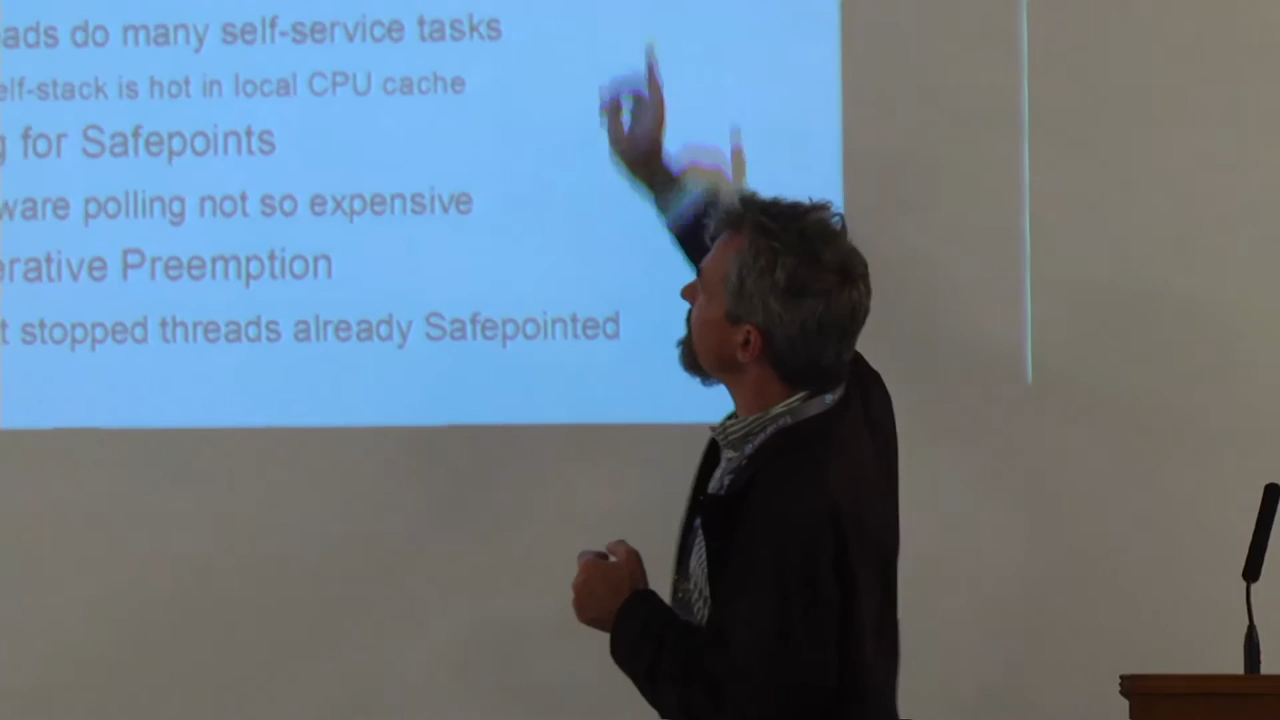 ads do many self-service tasks
elf-stack is hot in local CPU cache
g for Safepoints
ware polling not so expensive
erative Preemption
t stopped threads already Safepointed